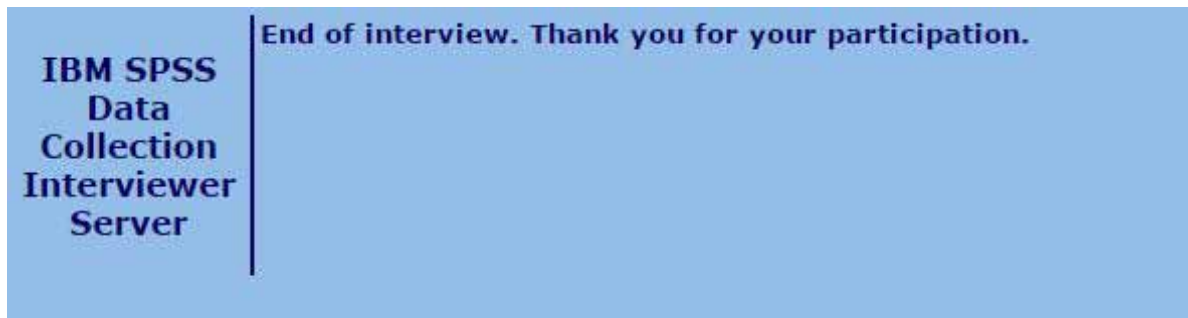 IBM SPSS
Data
Collection
Interviewer
Server
End of interview. Thank you for your participation.